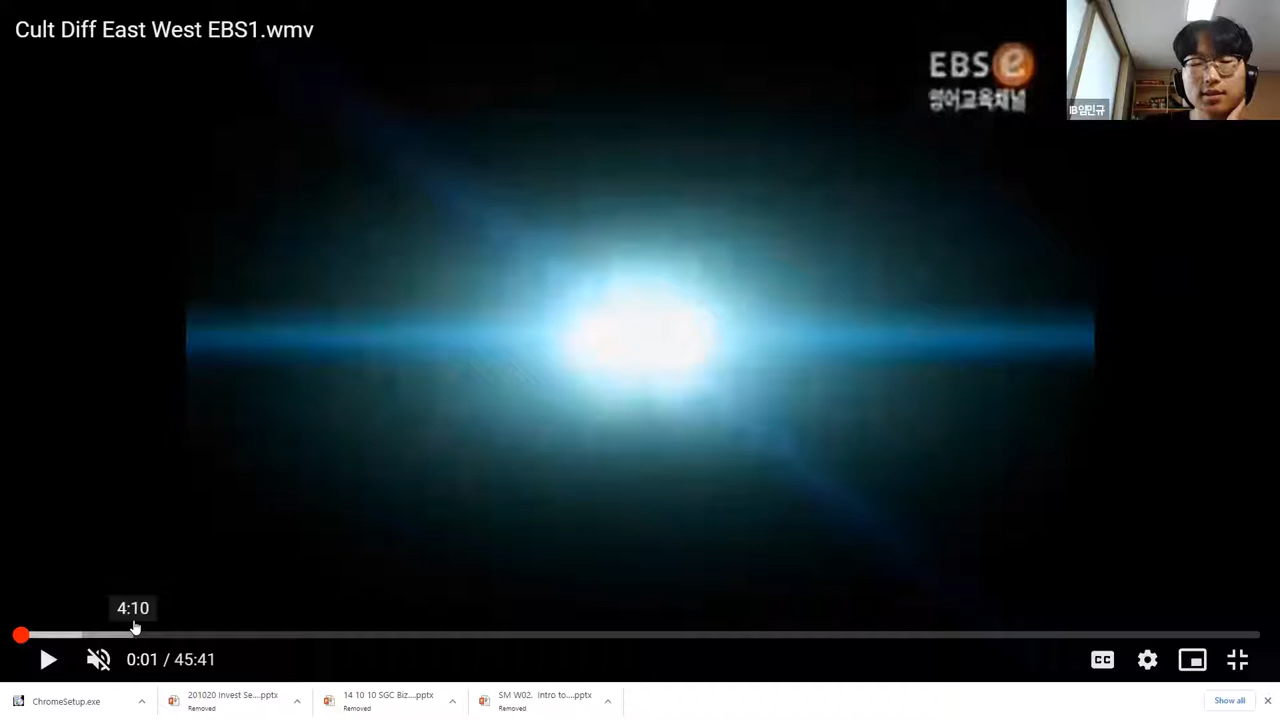 Cult Diff East West EBS1.wmv
EBS e
영어교육채널
IB임민규
4:10
0:01 / 45:41
CC
ChromeSetup.exe
201020 Invest Se....pptx
Removed
14 10 10 SGC Biz....pptx
Removed
SM W02. Intro to....pptx
Removed
Show all